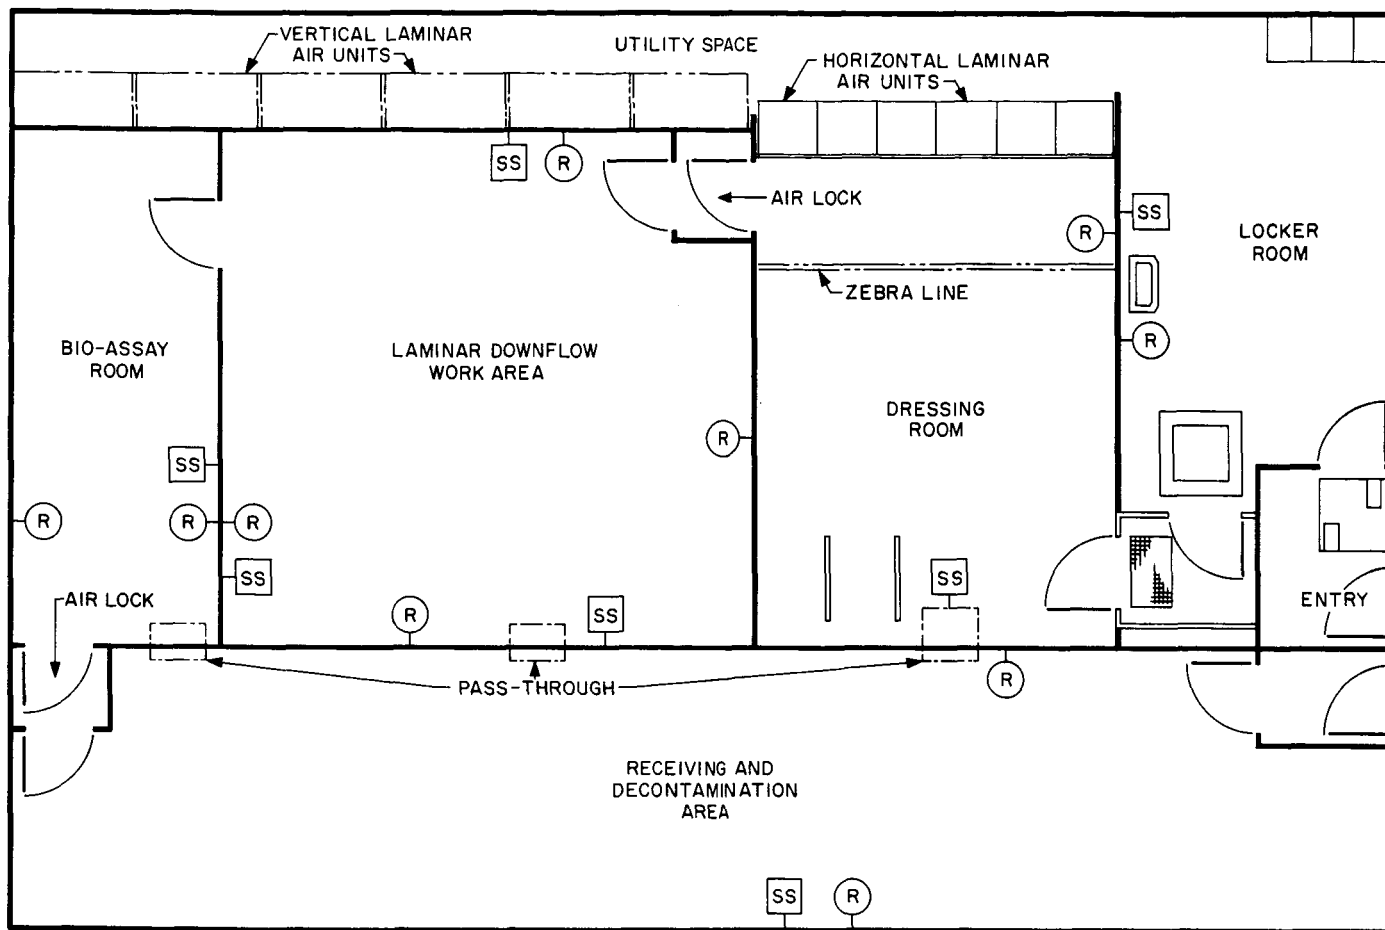 VERTICAL LAMINAR
AIR UNITS
UTILITY SPACE
HORIZONTAL LAMINAR
AIR UNITS
SS
R
AIR LOCK
SS
R
LOCKER
ROOM
ZEBRA LINE
R
BIO-ASSAY
ROOM
LAMINAR DOWNFLOW
WORK AREA
DRESSING
ROOM
R
SS
R
R
R
SS
SS
AIR LOCK
R
SS
ENTRY
PASS-THROUGH
R
RECEIVING AND
DECONTAMINATION
AREA
SS
R